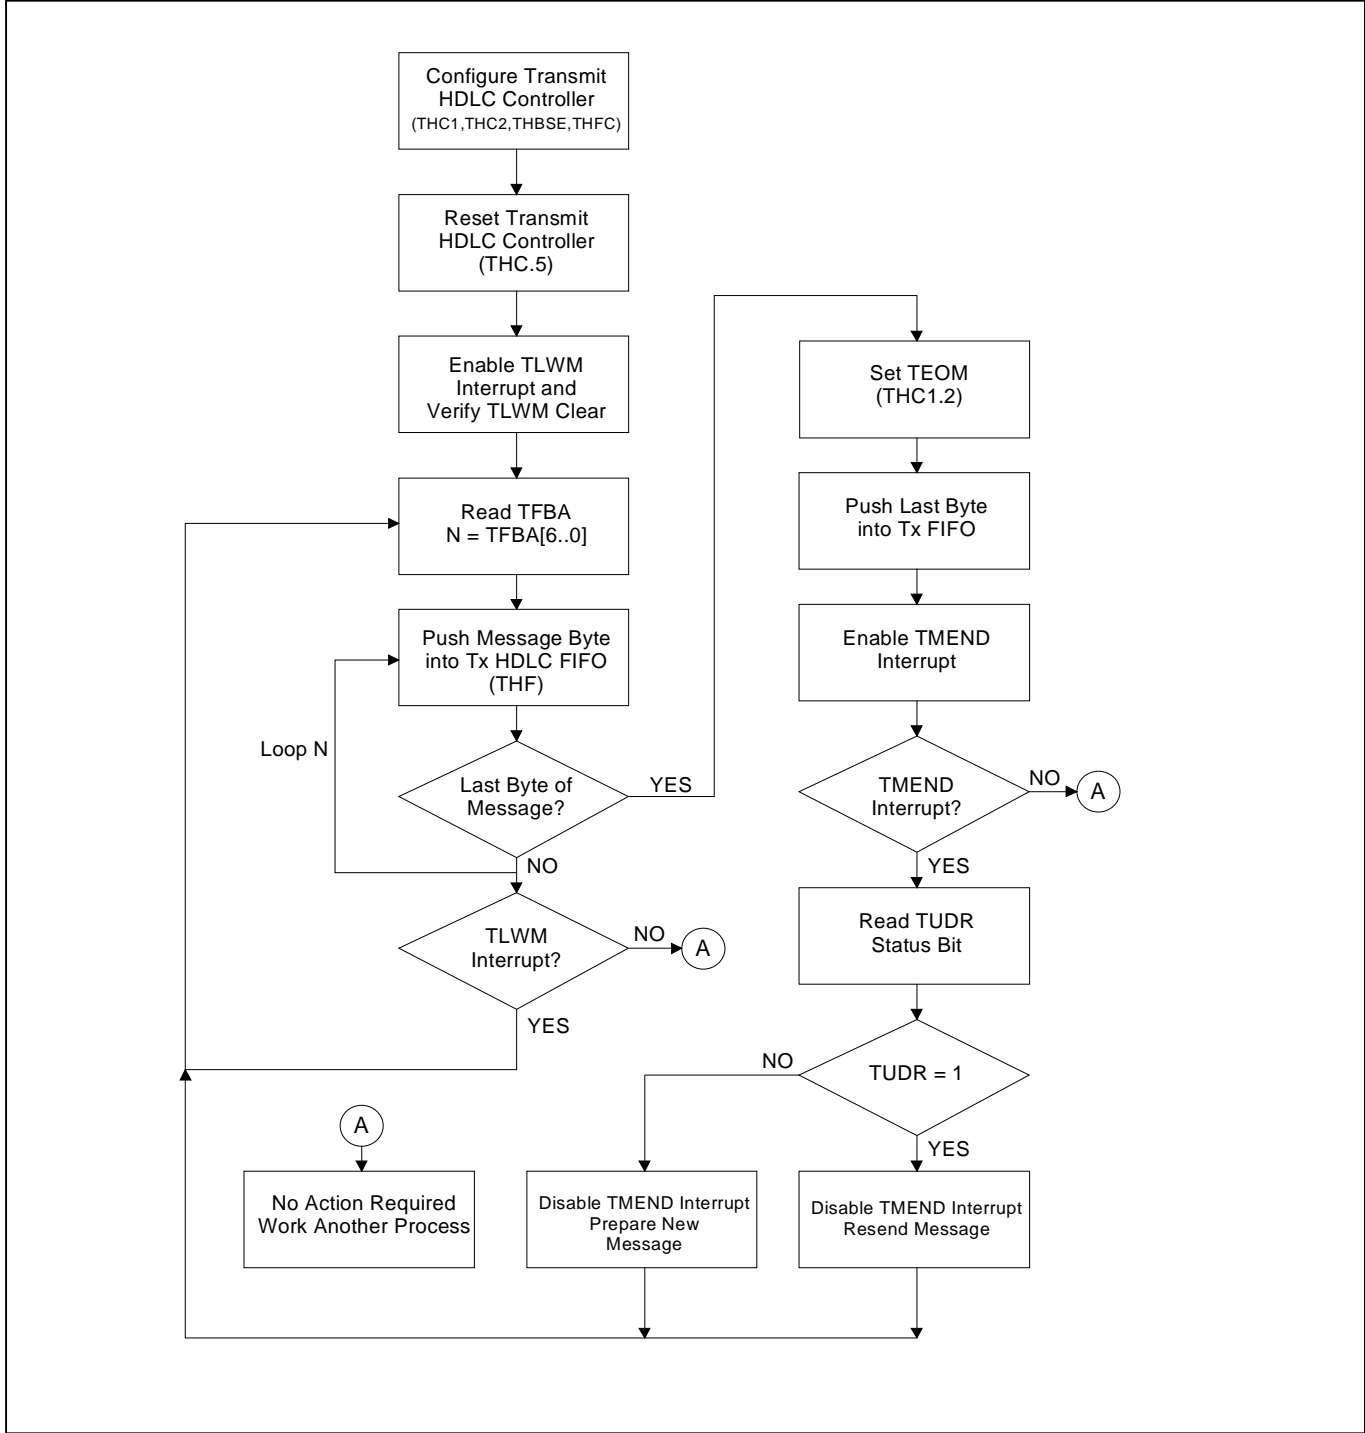 Configure Transmit
HDLC Controller
(THC1,THC2,THBSE,THFC)
Reset Transmit
HDLC Controller
(THC.5)
Enable TLWM
Interrupt and
Verify TLWM Clear
Read TFBA
N = TFBA[6..0]
Push Message Byte
into Tx HDLC FIFO
(THF)
Loop N
Last Byte of
Message?
YES
NO
TLWM
Interrupt?
NO
A
YES
Set TEOM
(THC1.2)
Push Last Byte
into Tx FIFO
Enable TMEND
Interrupt
TMEND
Interrupt?
NO
A
YES
Read TUDR
Status Bit
TUDR = 1
NO
YES
A
No Action Required
Work Another Process
Disable TMEND Interrupt
Prepare New
Message
Disable TMEND Interrupt
Resend Message